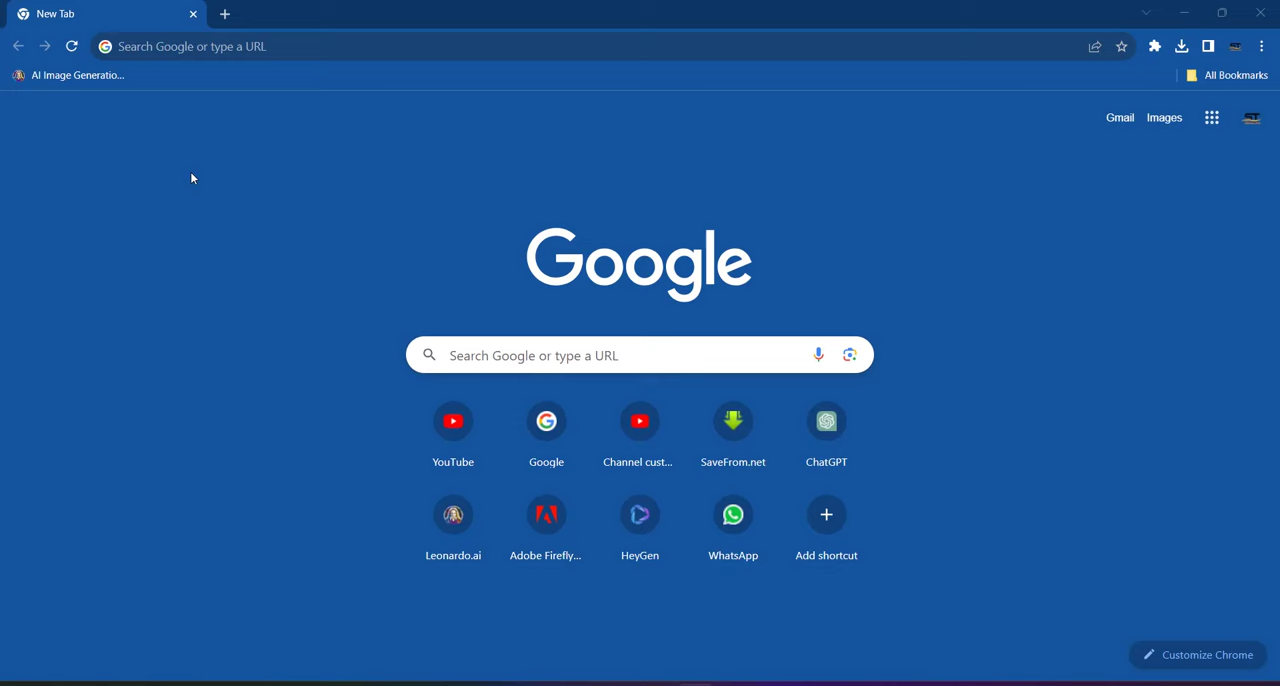 New Tab
Search Google or type a URL
AI Image Generatio...
All Bookmarks
Gmail Images
Google
Search Google or type a URL
YouTube Google Channel cust... SaveFrom.net ChatGPT
Leonardo.ai Adobe Firefly... HeyGen WhatsApp Add shortcut
Customize Chrome